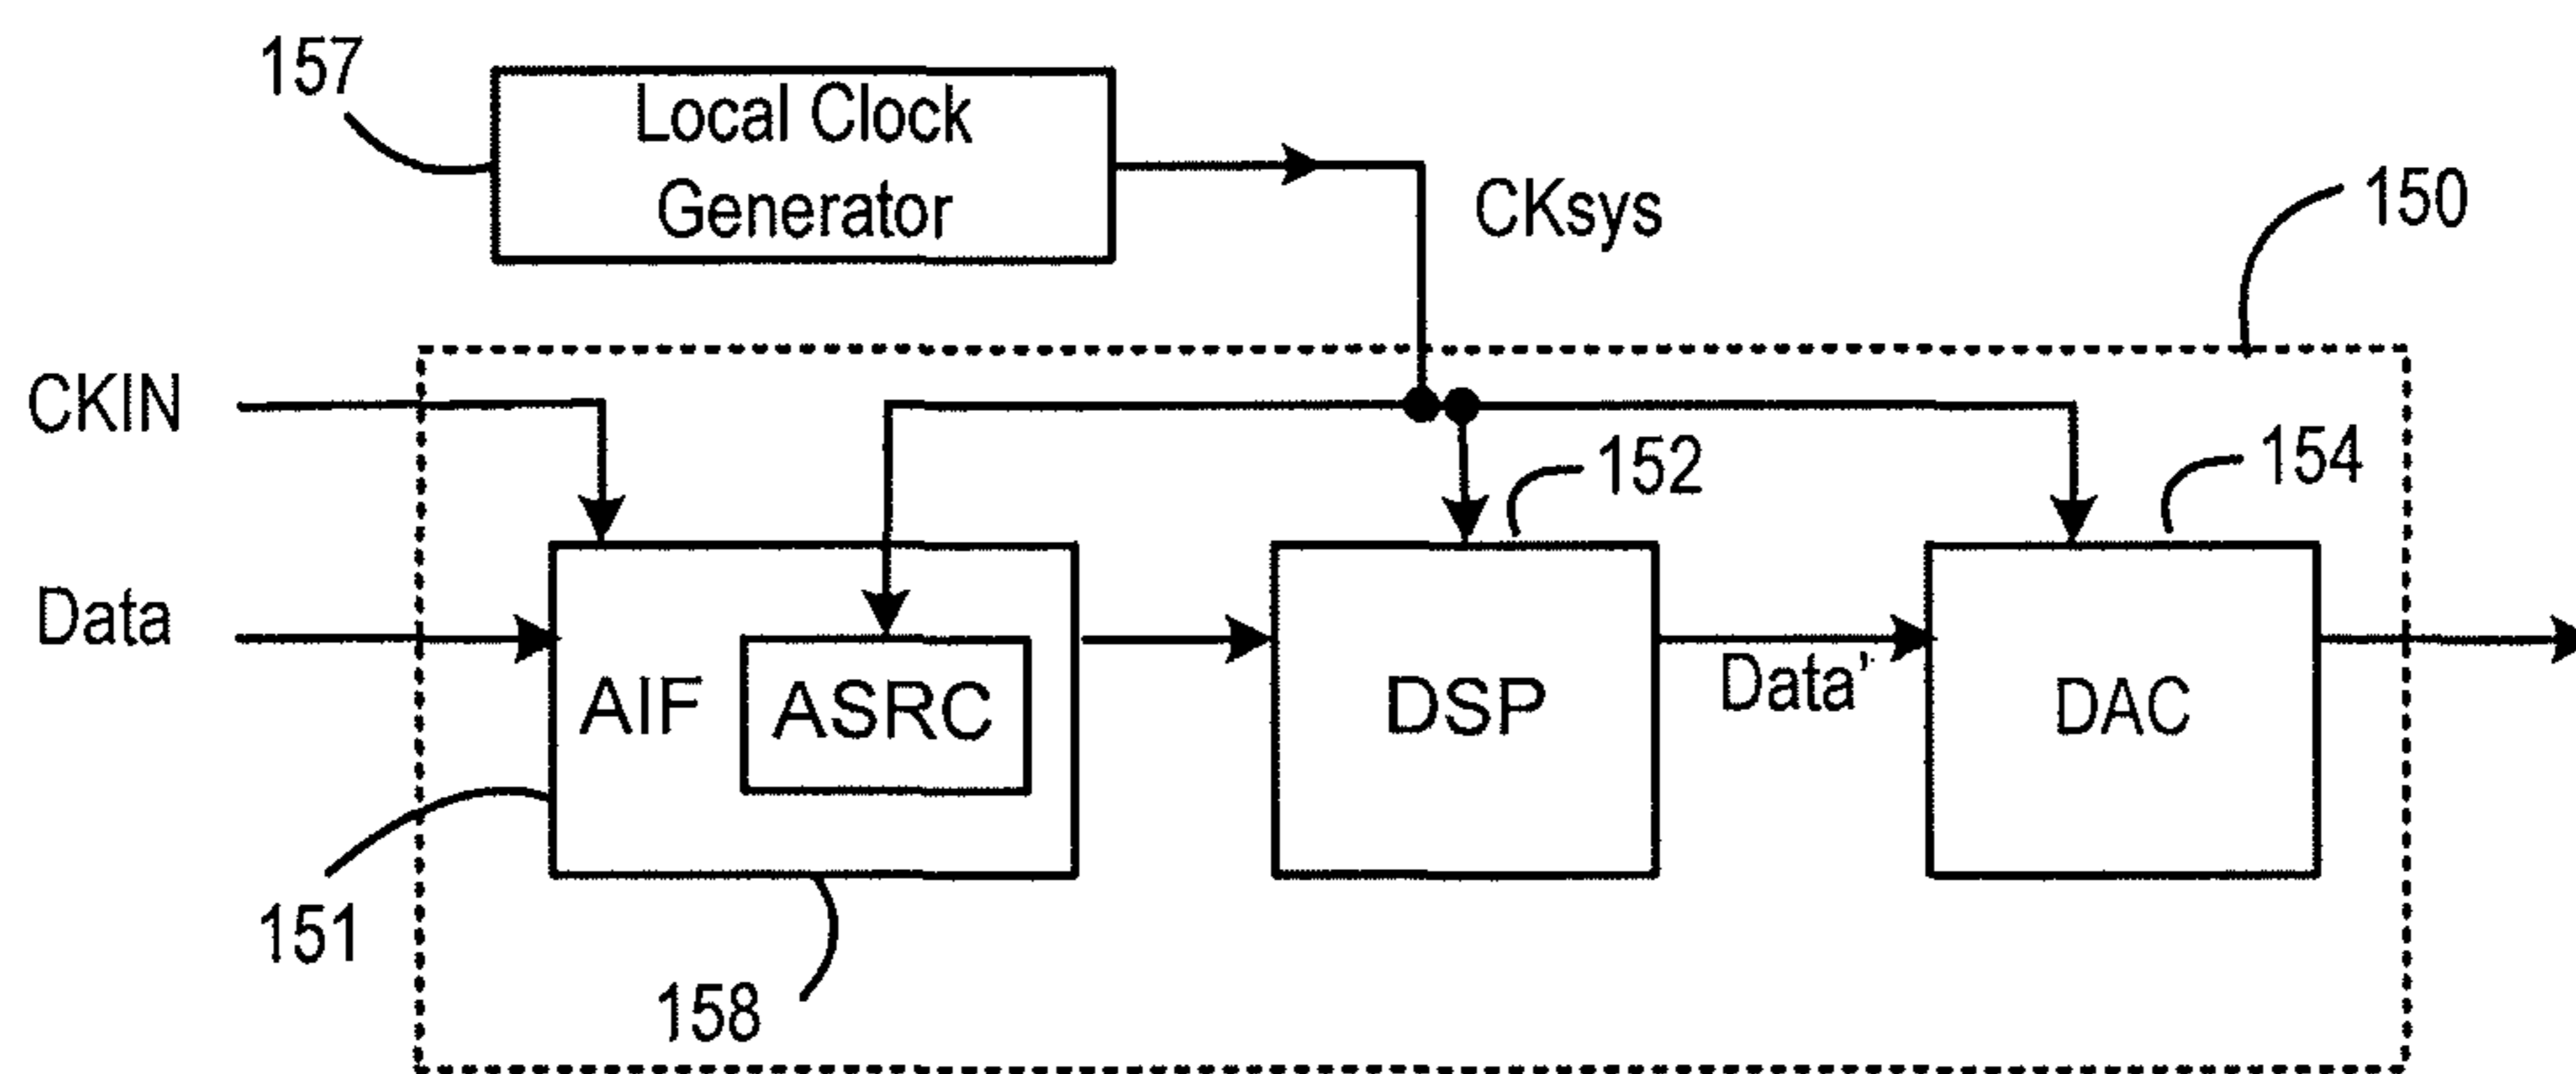 157
Local Clock
Generator
CKsys
150
CKIN
152
154
Data
AIF
ASRC
DSP
Data'
DAC
151
158